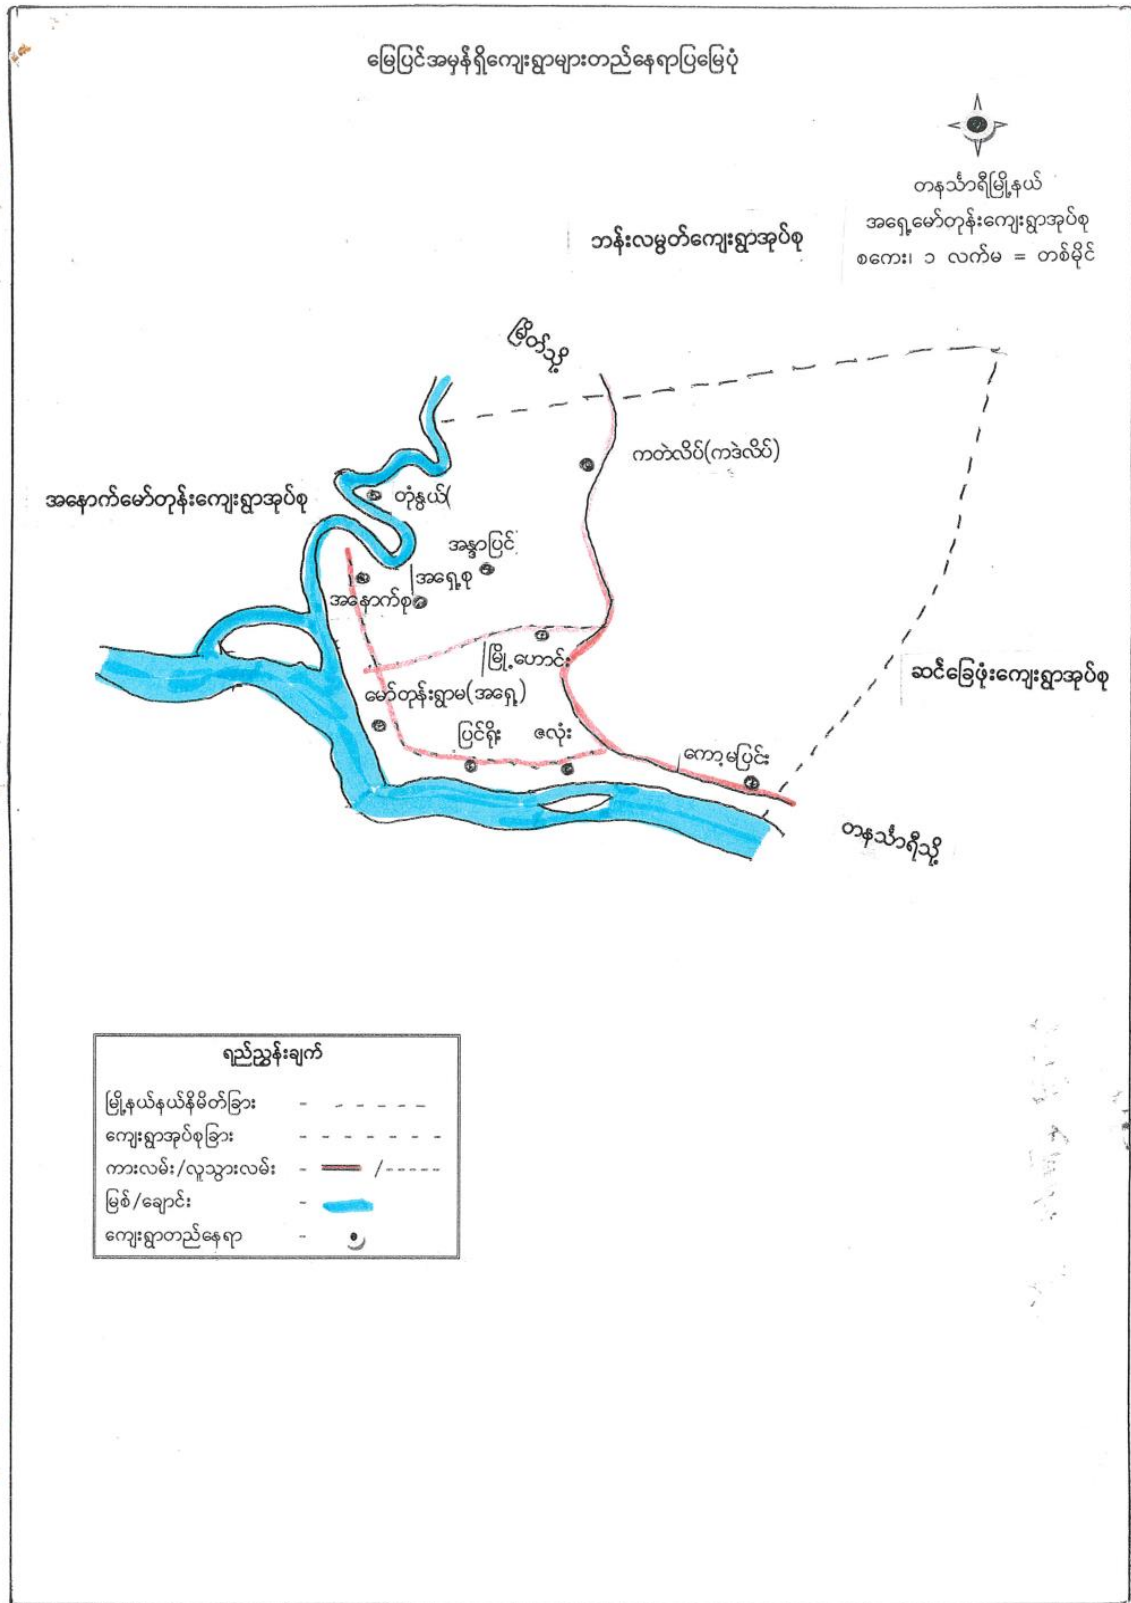 မြေပြင်အမှန်ရှိကျေးရွာများတည်နေရာပြမြေပုံ
တနင်္သာရီမြို့နယ်
အရှေ့မော်တုန်းကျေးရွာအုပ်စု
စကေး၊ ၁ လက်မ = တစ်မိုင်
ဘန်းလမွတ်ကျေးရွာအုပ်စု
မြိတ်သို့
ကတဲလိပ်(ကဒဲလိပ်)
အနောက်မော်တုန်းကျေးရွာအုပ်စု
တုံနွယ်(
အန္ဒာပြင်
အရှေ့စု
အနောက်စု
မြို့ဟောင်း
ဆင်ခြေဖုံးကျေးရွာအုပ်စု
မော်တုန်းရွာမ(အရှေ့)
ပြင်ရိုး
ဇလုံး
ကော့မပြင်း
တနင်္သာရီသို့
ရည်ညွှန်းချက်
မြို့နယ်နယ်နိမိတ်ခြား - - - - - -
ကျေးရွာအုပ်စုခြား - - - - - - -
ကားလမ်း/လူသွားလမ်း - /-----
မြစ်/ချောင်း -
ကျေးရွာတည်နေရာ -